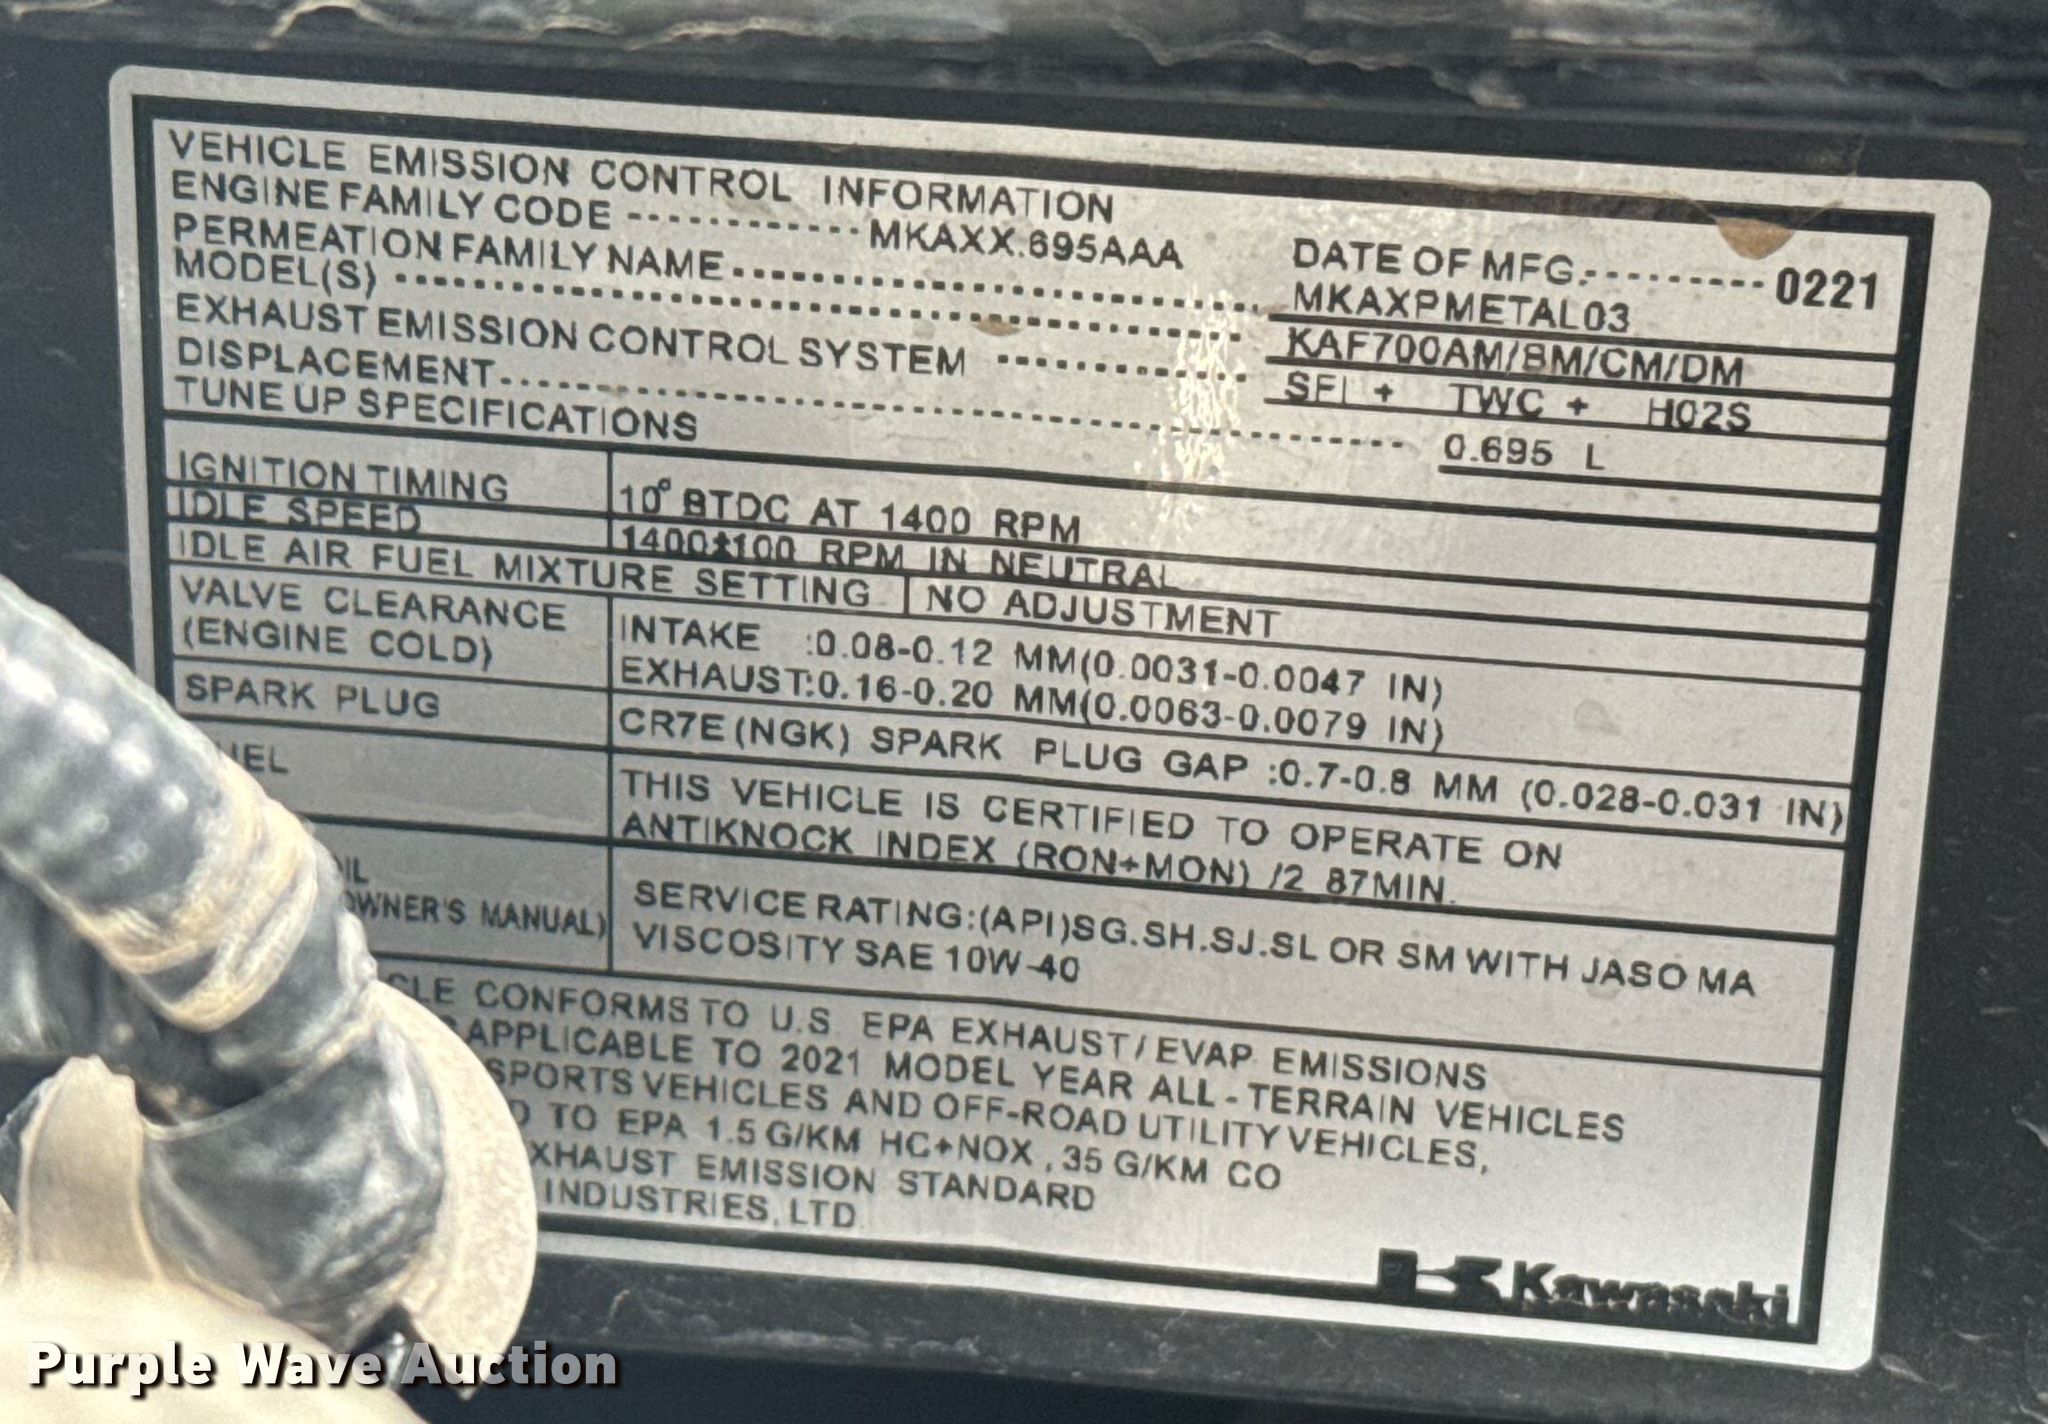 VEHICLE EMISSION CONTROL INFORMATION
ENGINE FAMILY CODE ----------- MKAXX.695AAA DATE OF MFG.--------- 0221
PERMEATION FAMILY NAME MKAXPMETAL03
MODEL(S) KAF700AM/BM/CM/DM
EXHAUST EMISSION CONTROL SYSTEM SFI + TWC + HO2S
DISPLACEMENT 0.695 L
TUNE UP SPECIFICATIONS
IGNITION TIMING 10° BTDC AT 1400 RPM
IDLE SPEED 1400±100 RPM IN NEUTRAL
IDLE AIR FUEL MIXTURE SETTING NO ADJUSTMENT
VALVE CLEARANCE (ENGINE COLD) INTAKE :0.08-0.12 MM(0.0031-0.0047 IN)
EXHAUST:0.16-0.20 MM(0.0063-0.0079 IN)
SPARK PLUG CR7E (NGK) SPARK PLUG GAP :0.7-0.8 MM (0.028-0.031 IN)
UEL THIS VEHICLE IS CERTIFIED TO OPERATE ON
ANTIKNOCK INDEX (RON+MON) /2 87MIN.
IL SERVICE RATING:(API)SG.SH.SJ.SL OR SM WITH JASO MA
OWNER'S MANUAL) VISCOSITY SAE 10W-40
CLE CONFORMS TO U.S. EPA EXHAUST/EVAP. EMISSIONS
APPLICABLE TO 2021 MODEL YEAR ALL-TERRAIN VEHICLES
SPORTS VEHICLES AND OFF-ROAD UTILITY VEHICLES,
D TO EPA 1.5 G/KM HC+NOX , 35 G/KM CO
XHAUST EMISSION STANDARD
INDUSTRIES, LTD.
Kawasaki
Purple Wave Auction